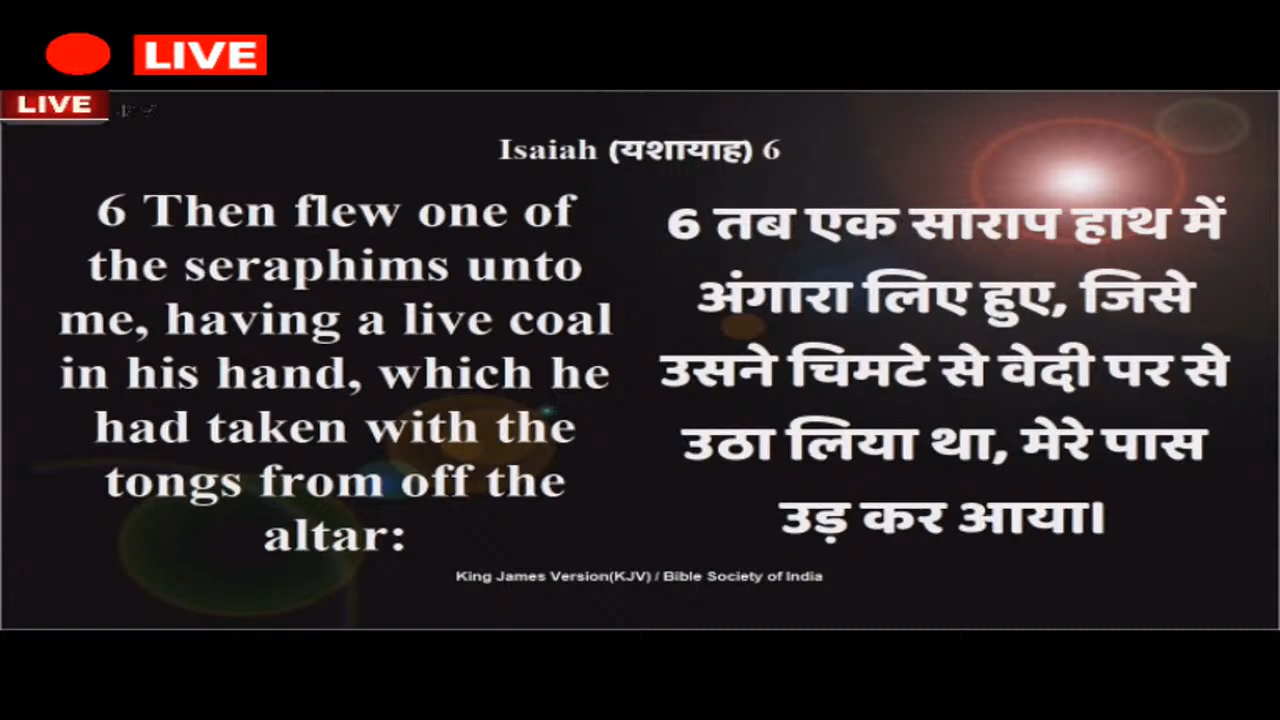 LIVE
LIVE
Isaiah (यशायाह) 6
6 Then flew one of
the seraphims unto
me, having a live coal
in his hand, which he
had taken with the
tongs from off the
altar:
6 तब एक साराप हाथ में
अंगारा लिए हुए, जिसे
उसने चिमटे से वेदी पर से
उठा लिया था, मेरे पास
उड़ कर आया।
King James Version(KJV) / Bible Society of India